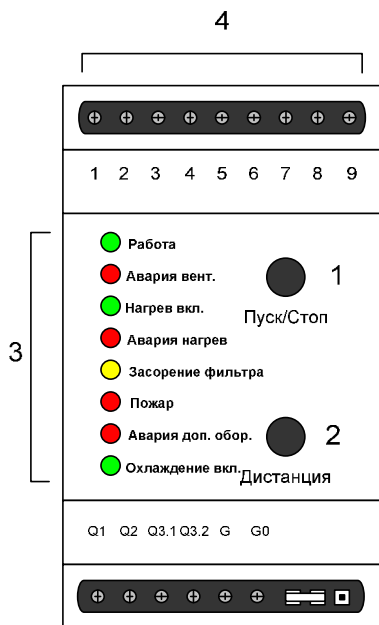 4
1 2 3 4 5 6 7 8 9
Работа
Авария вент.
1
Нагрев вкл.
Пуск/Стоп
Авария нагрев
3
Засорение фильтра
Пожар
Авария доп. обор.
2
Охлаждение вкл.
Дистанция
Q1 Q2 Q3.1 Q3.2 G G0